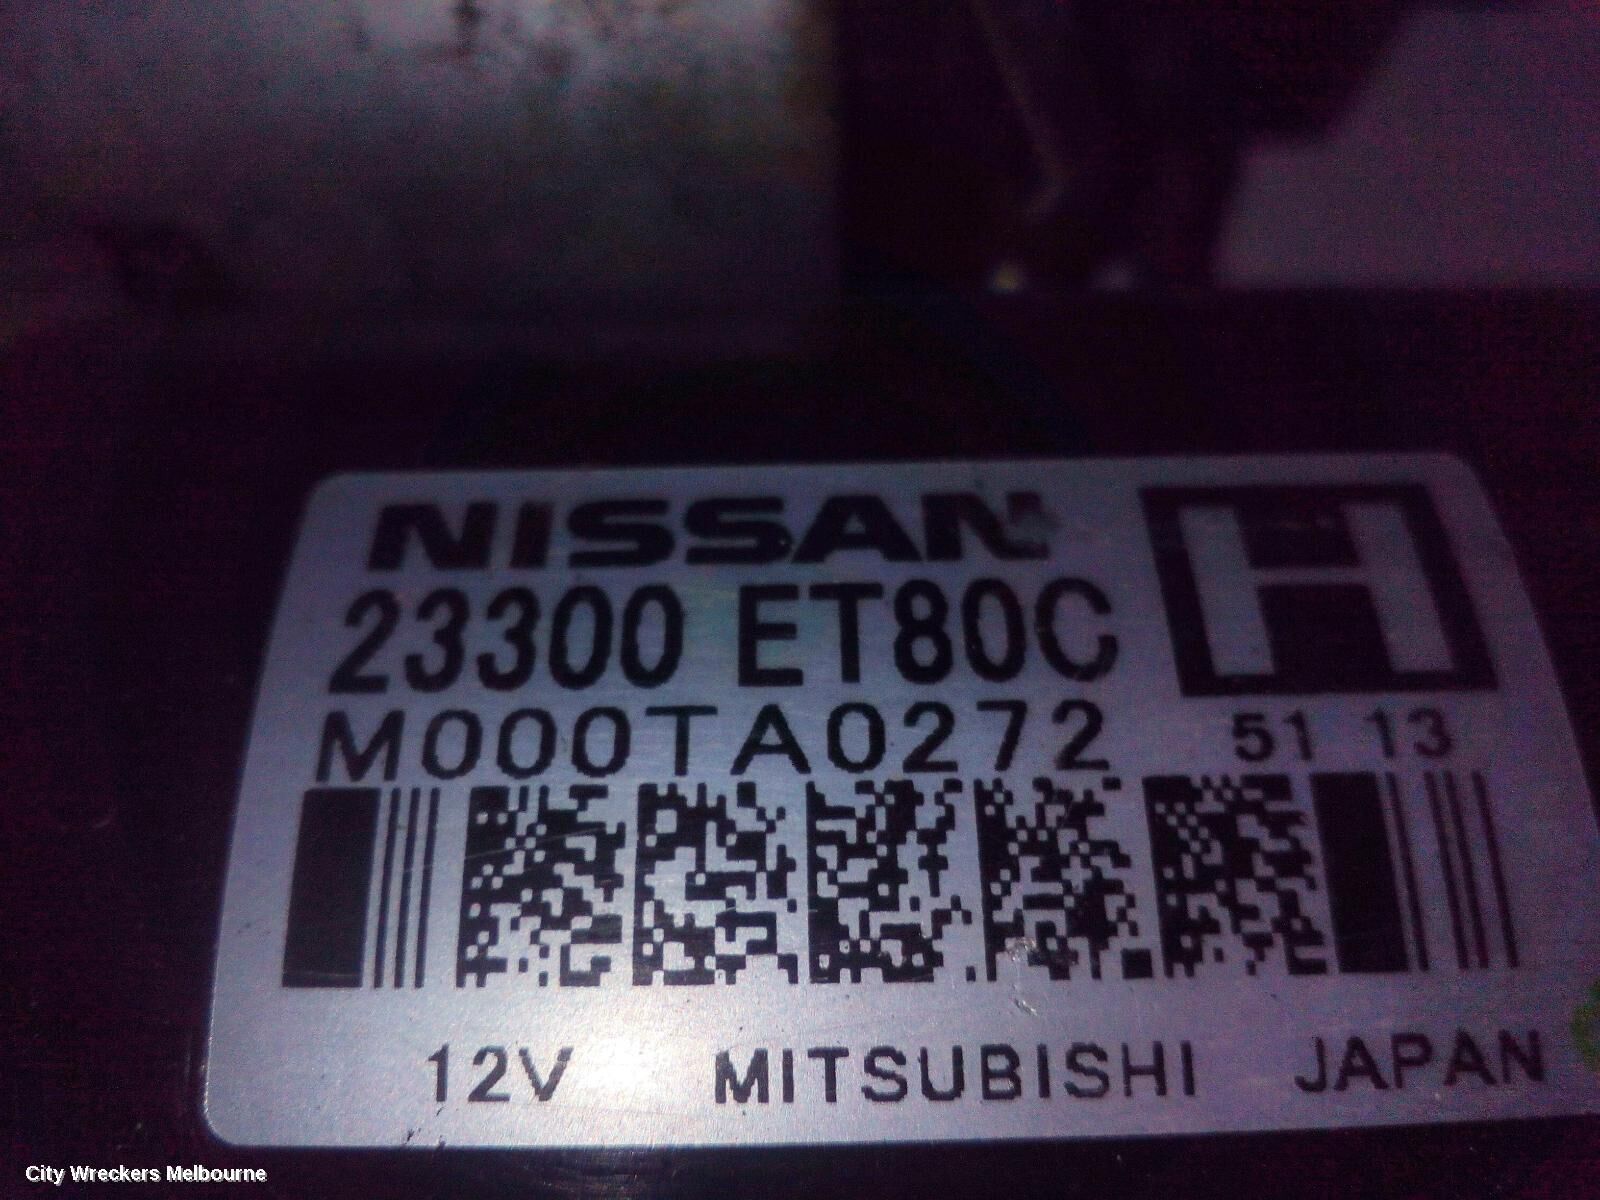 NISSAN
H
23300 ET80C
M000TA0272 51 13
12V MITSUBISHI JAPAN
City Wreckers Melbourne